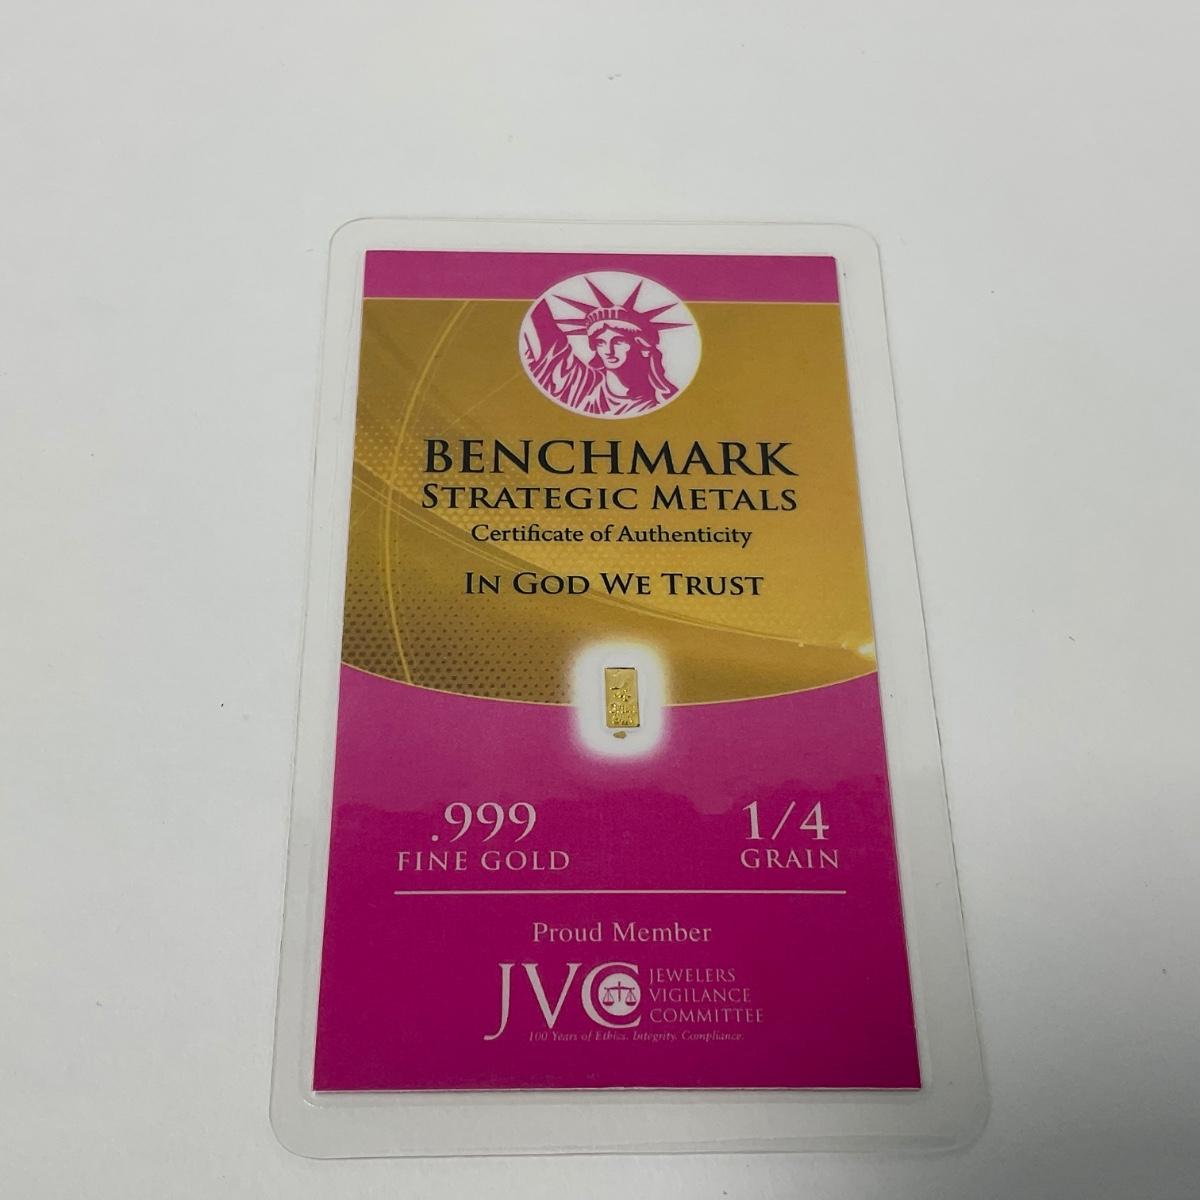 BENCHMARK
STRATEGIC METALS
Certificate of Authenticity
IN GOD WE TRUST
.999
FINE GOLD
1/4
GRAIN
Proud Member
JVC
JEWELERS
VIGILANCE
COMMITTEE
100 Years of Ethics. Integrity. Compliance.